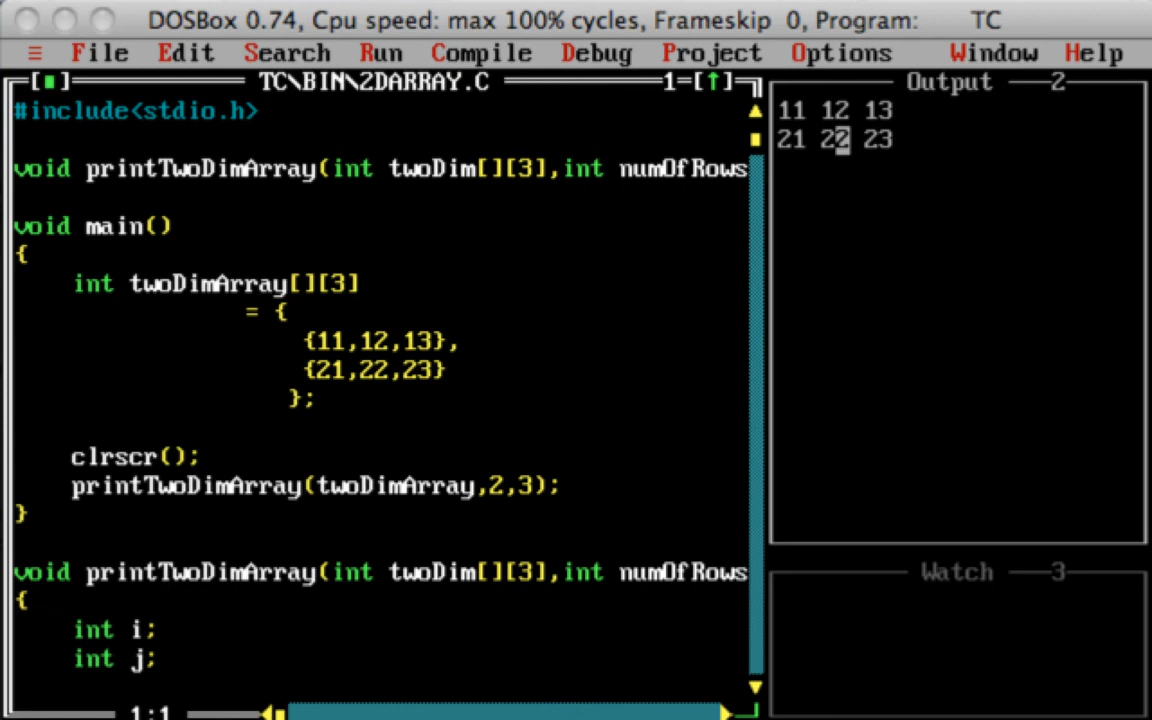 DOSBox 0.74, Cpu speed: max 100% cycles, Frameskip 0, Program: TC
≡ File Edit Search Run Compile Debug Project Options Window Help
[■] TC\BIN\2DARRAY.C 1=[↑]
#include<stdio.h>
void printTwoDimArray(int twoDim[][3],int numOfRows
void main()
{
int twoDimArray[][3]
= {
{11,12,13},
{21,22,23}
};
clrscr();
printTwoDimArray(twoDimArray,2,3);
}
void printTwoDimArray(int twoDim[][3],int numOfRows
{
int i;
int j;
1:1
Output 2
11 12 13
21 22 23
Watch 3